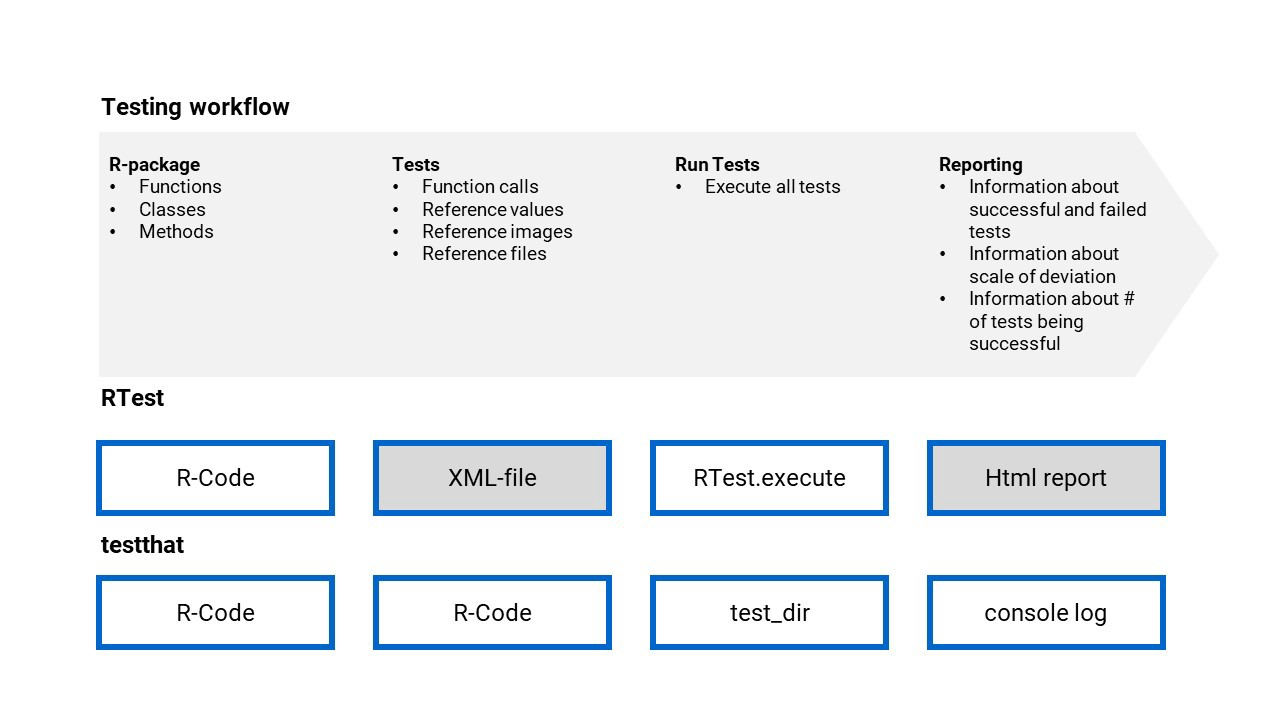 Testing workflow
R-package
• Functions
• Classes
• Methods
Tests
• Function calls
• Reference values
• Reference images
• Reference files
Run Tests
• Execute all tests
Reporting
• Information about
successful and failed
tests
• Information about
scale of deviation
• Information about #
of tests being
successful
RTest
R-Code
XML-file
RTest.execute
Html report
testthat
R-Code
R-Code
test_dir
console log